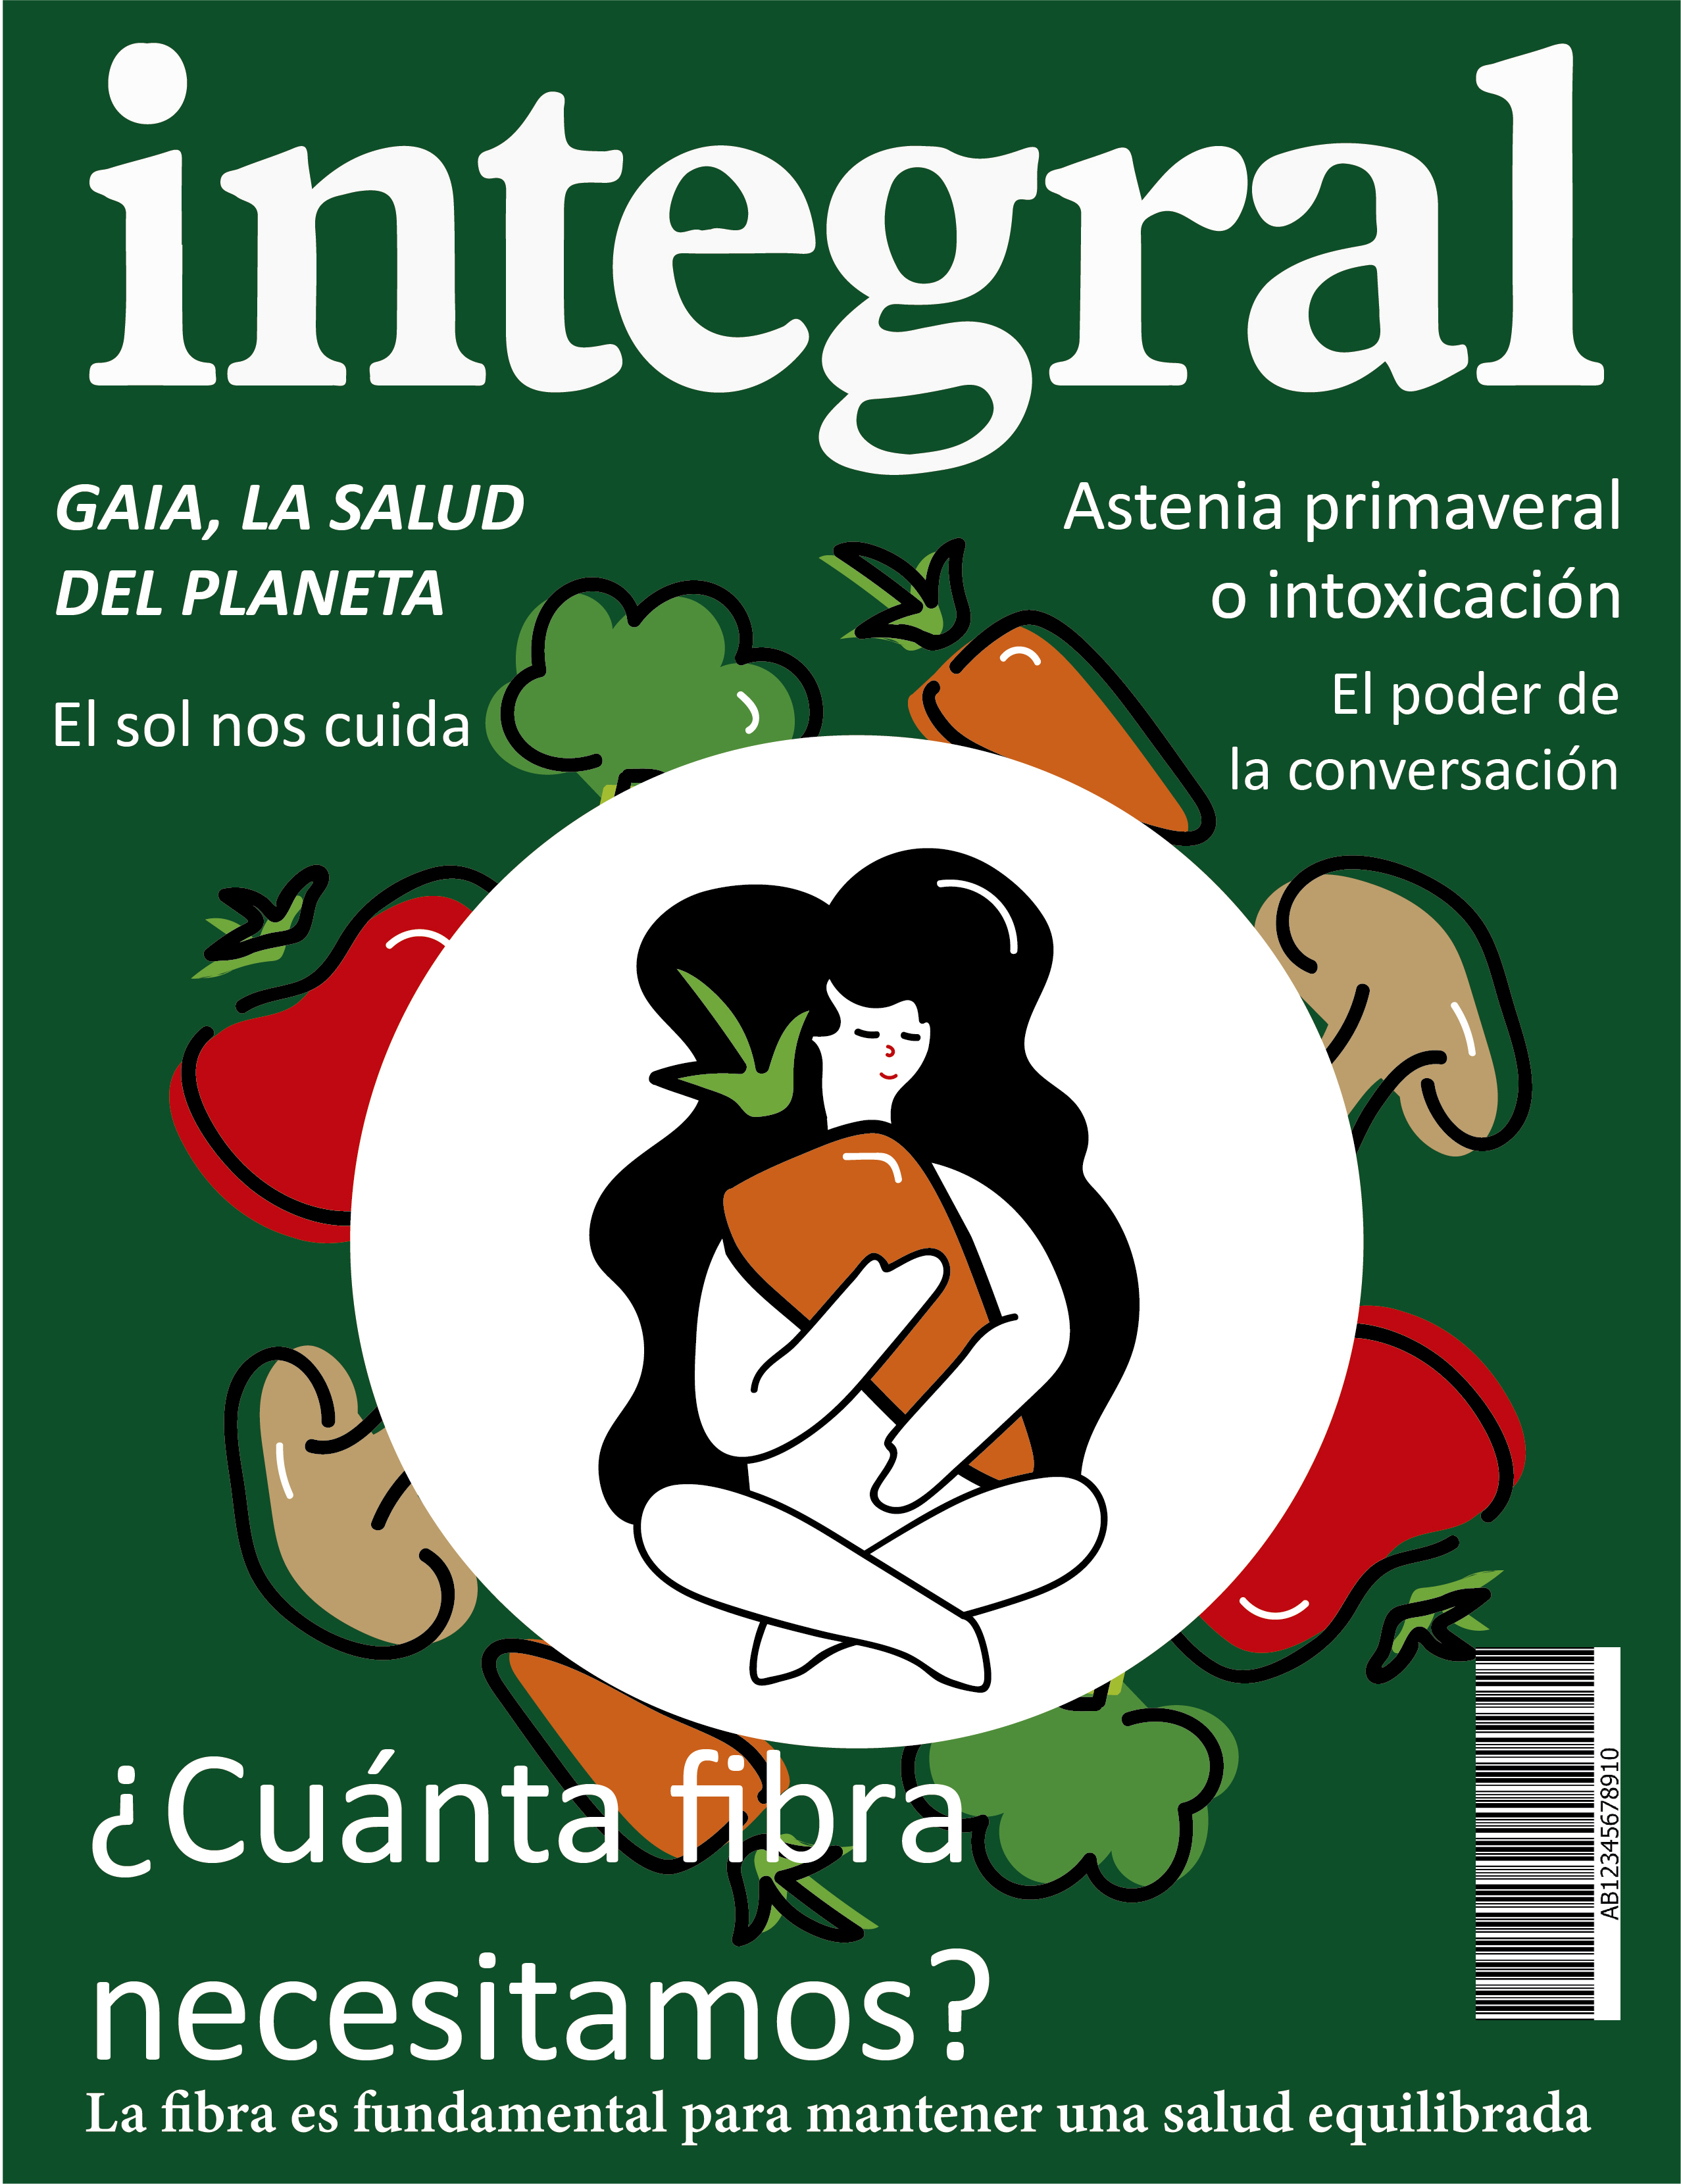 integral
GAIA, LA SALUD
DEL PLANETA
El sol nos cuida
Astenia primaveral
o intoxicación
El poder de
la conversación
¿Cuánta fibra
necesitamos?
La fibra es fundamental para mantener una salud equilibrada
AB12345678910